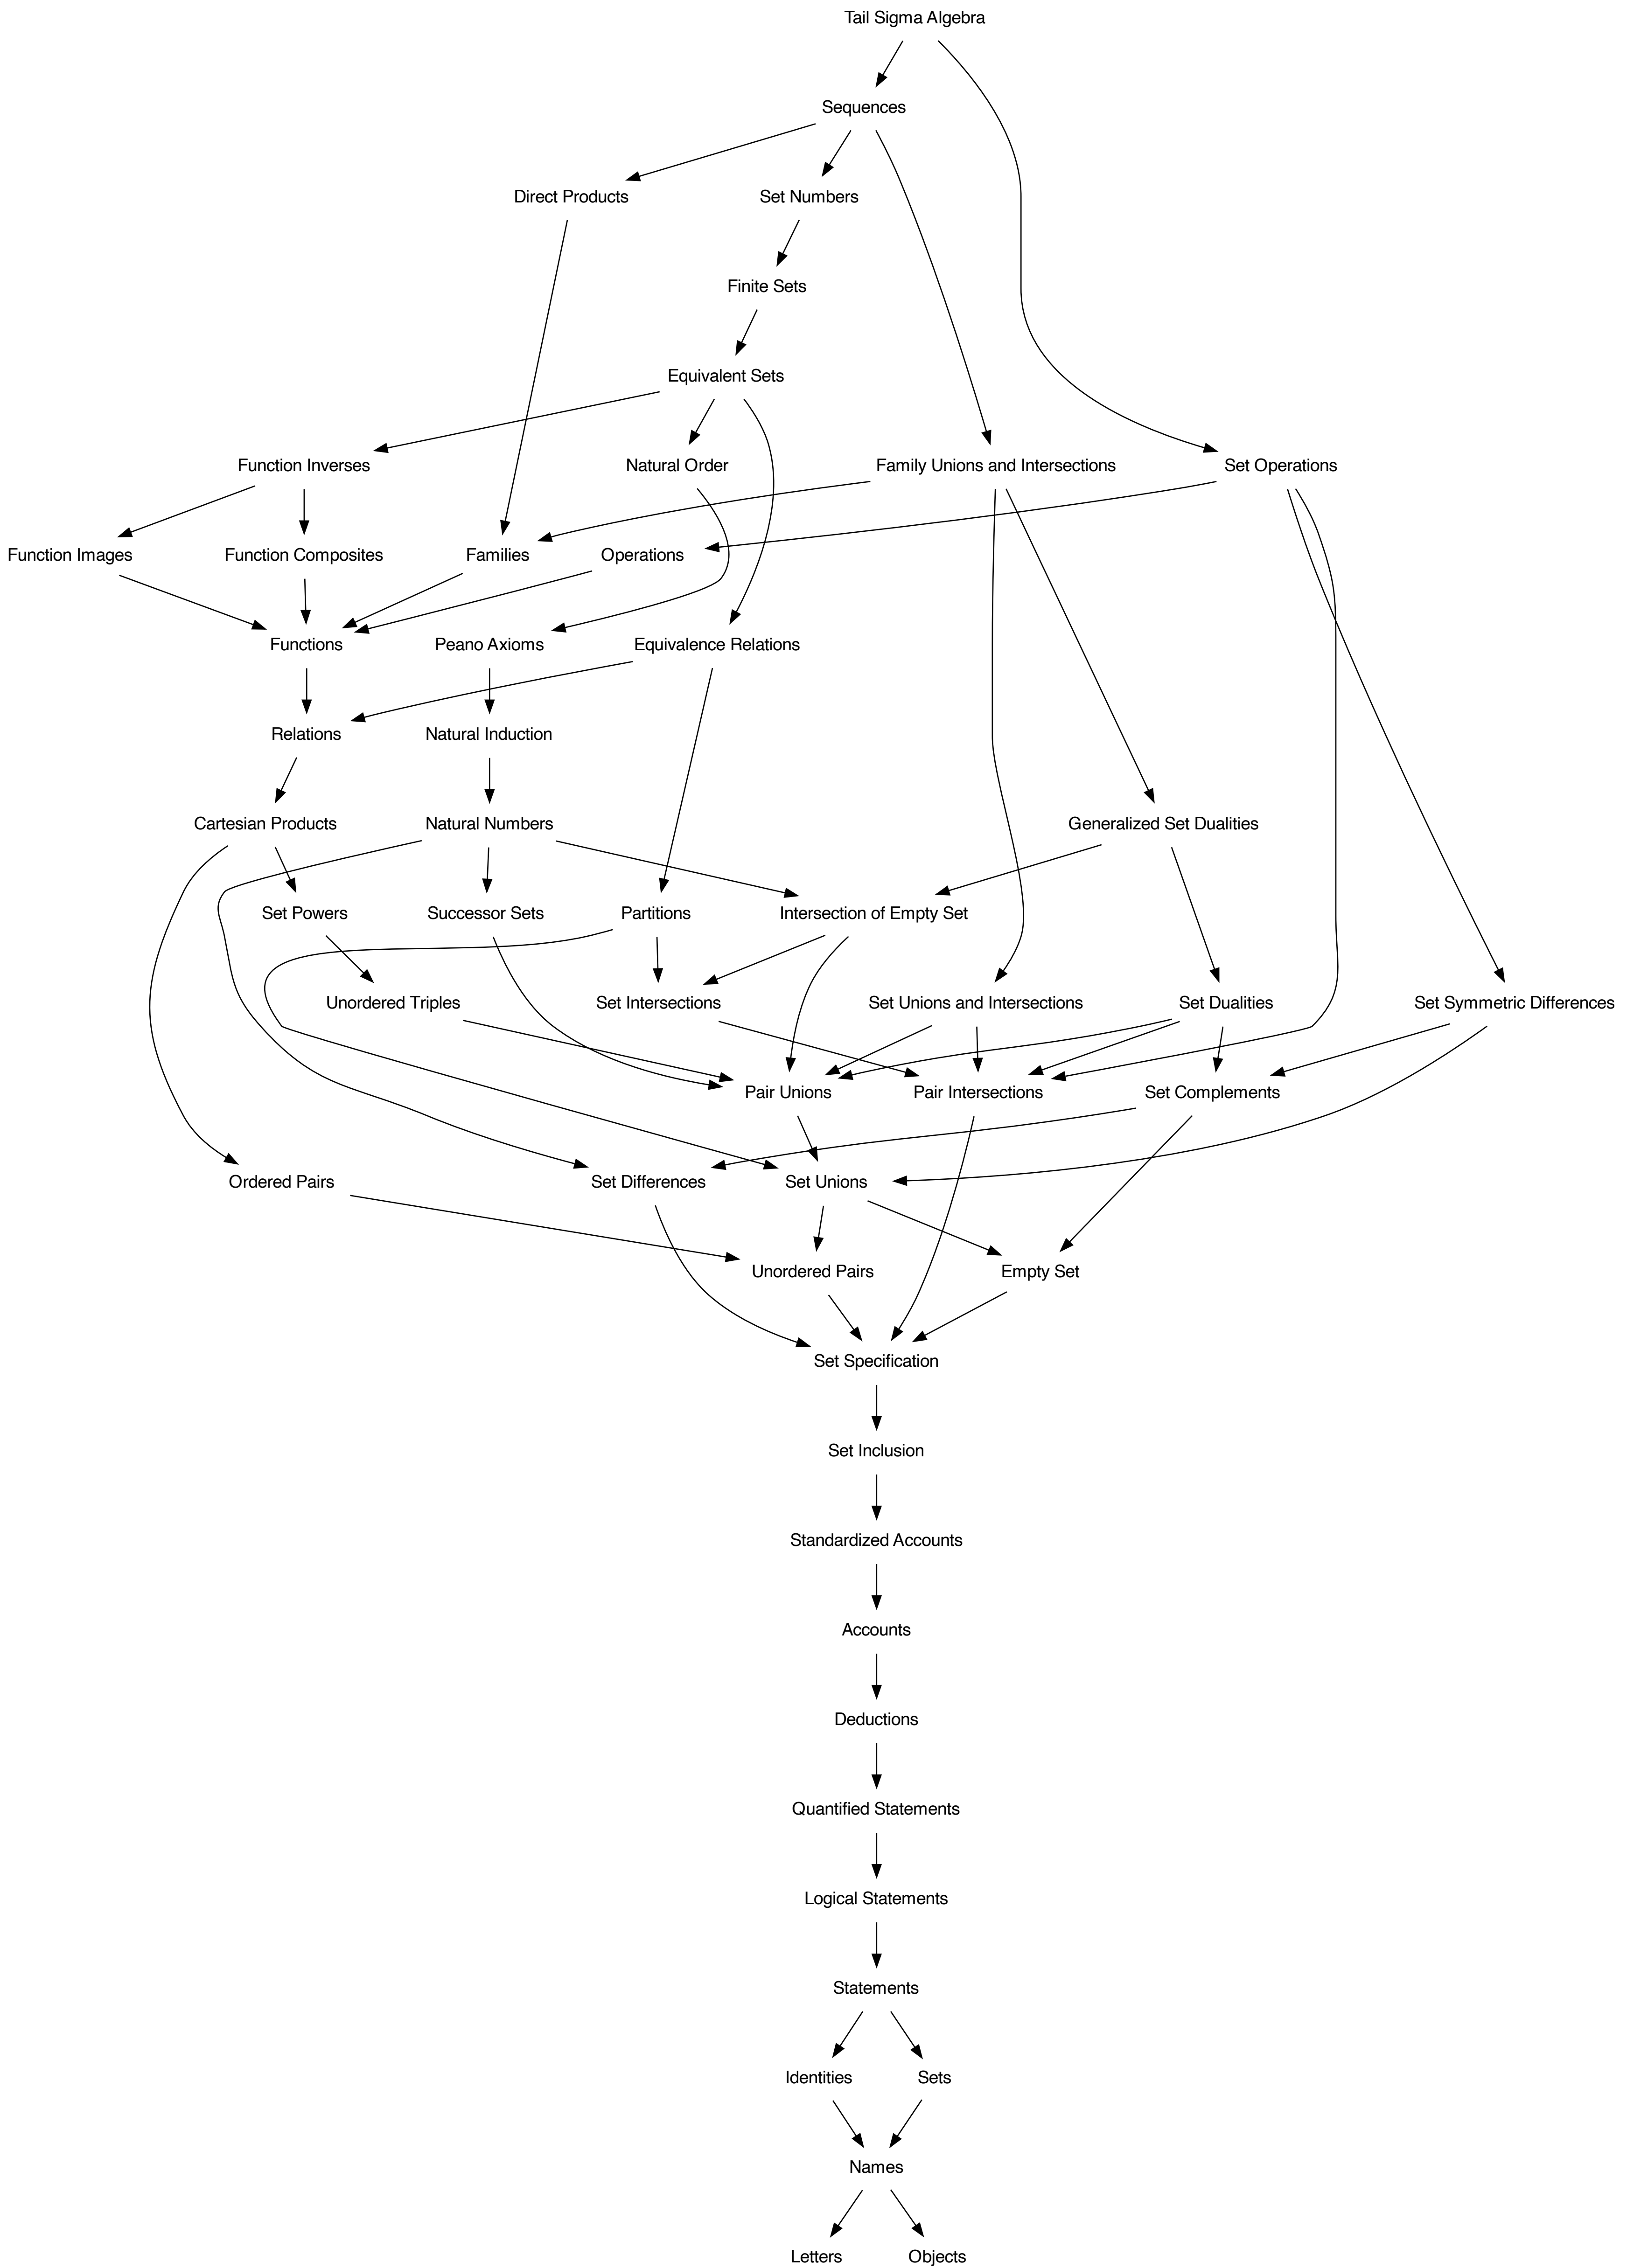 Tail Sigma Algebra
Sequences
Direct Products
Set Numbers
Finite Sets
Equivalent Sets
Function Inverses
Natural Order
Family Unions and Intersections
Set Operations
Function Images
Function Composites
Families
Operations
Functions
Peano Axioms
Equivalence Relations
Relations
Natural Induction
Cartesian Products
Natural Numbers
Generalized Set Dualities
Set Powers
Successor Sets
Partitions
Intersection of Empty Set
Unordered Triples
Set Intersections
Set Unions and Intersections
Set Dualities
Set Symmetric Differences
Pair Unions
Pair Intersections
Set Complements
Ordered Pairs
Set Differences
Set Unions
Unordered Pairs
Empty Set
Set Specification
Set Inclusion
Standardized Accounts
Accounts
Deductions
Quantified Statements
Logical Statements
Statements
Identities
Sets
Names
Letters
Objects